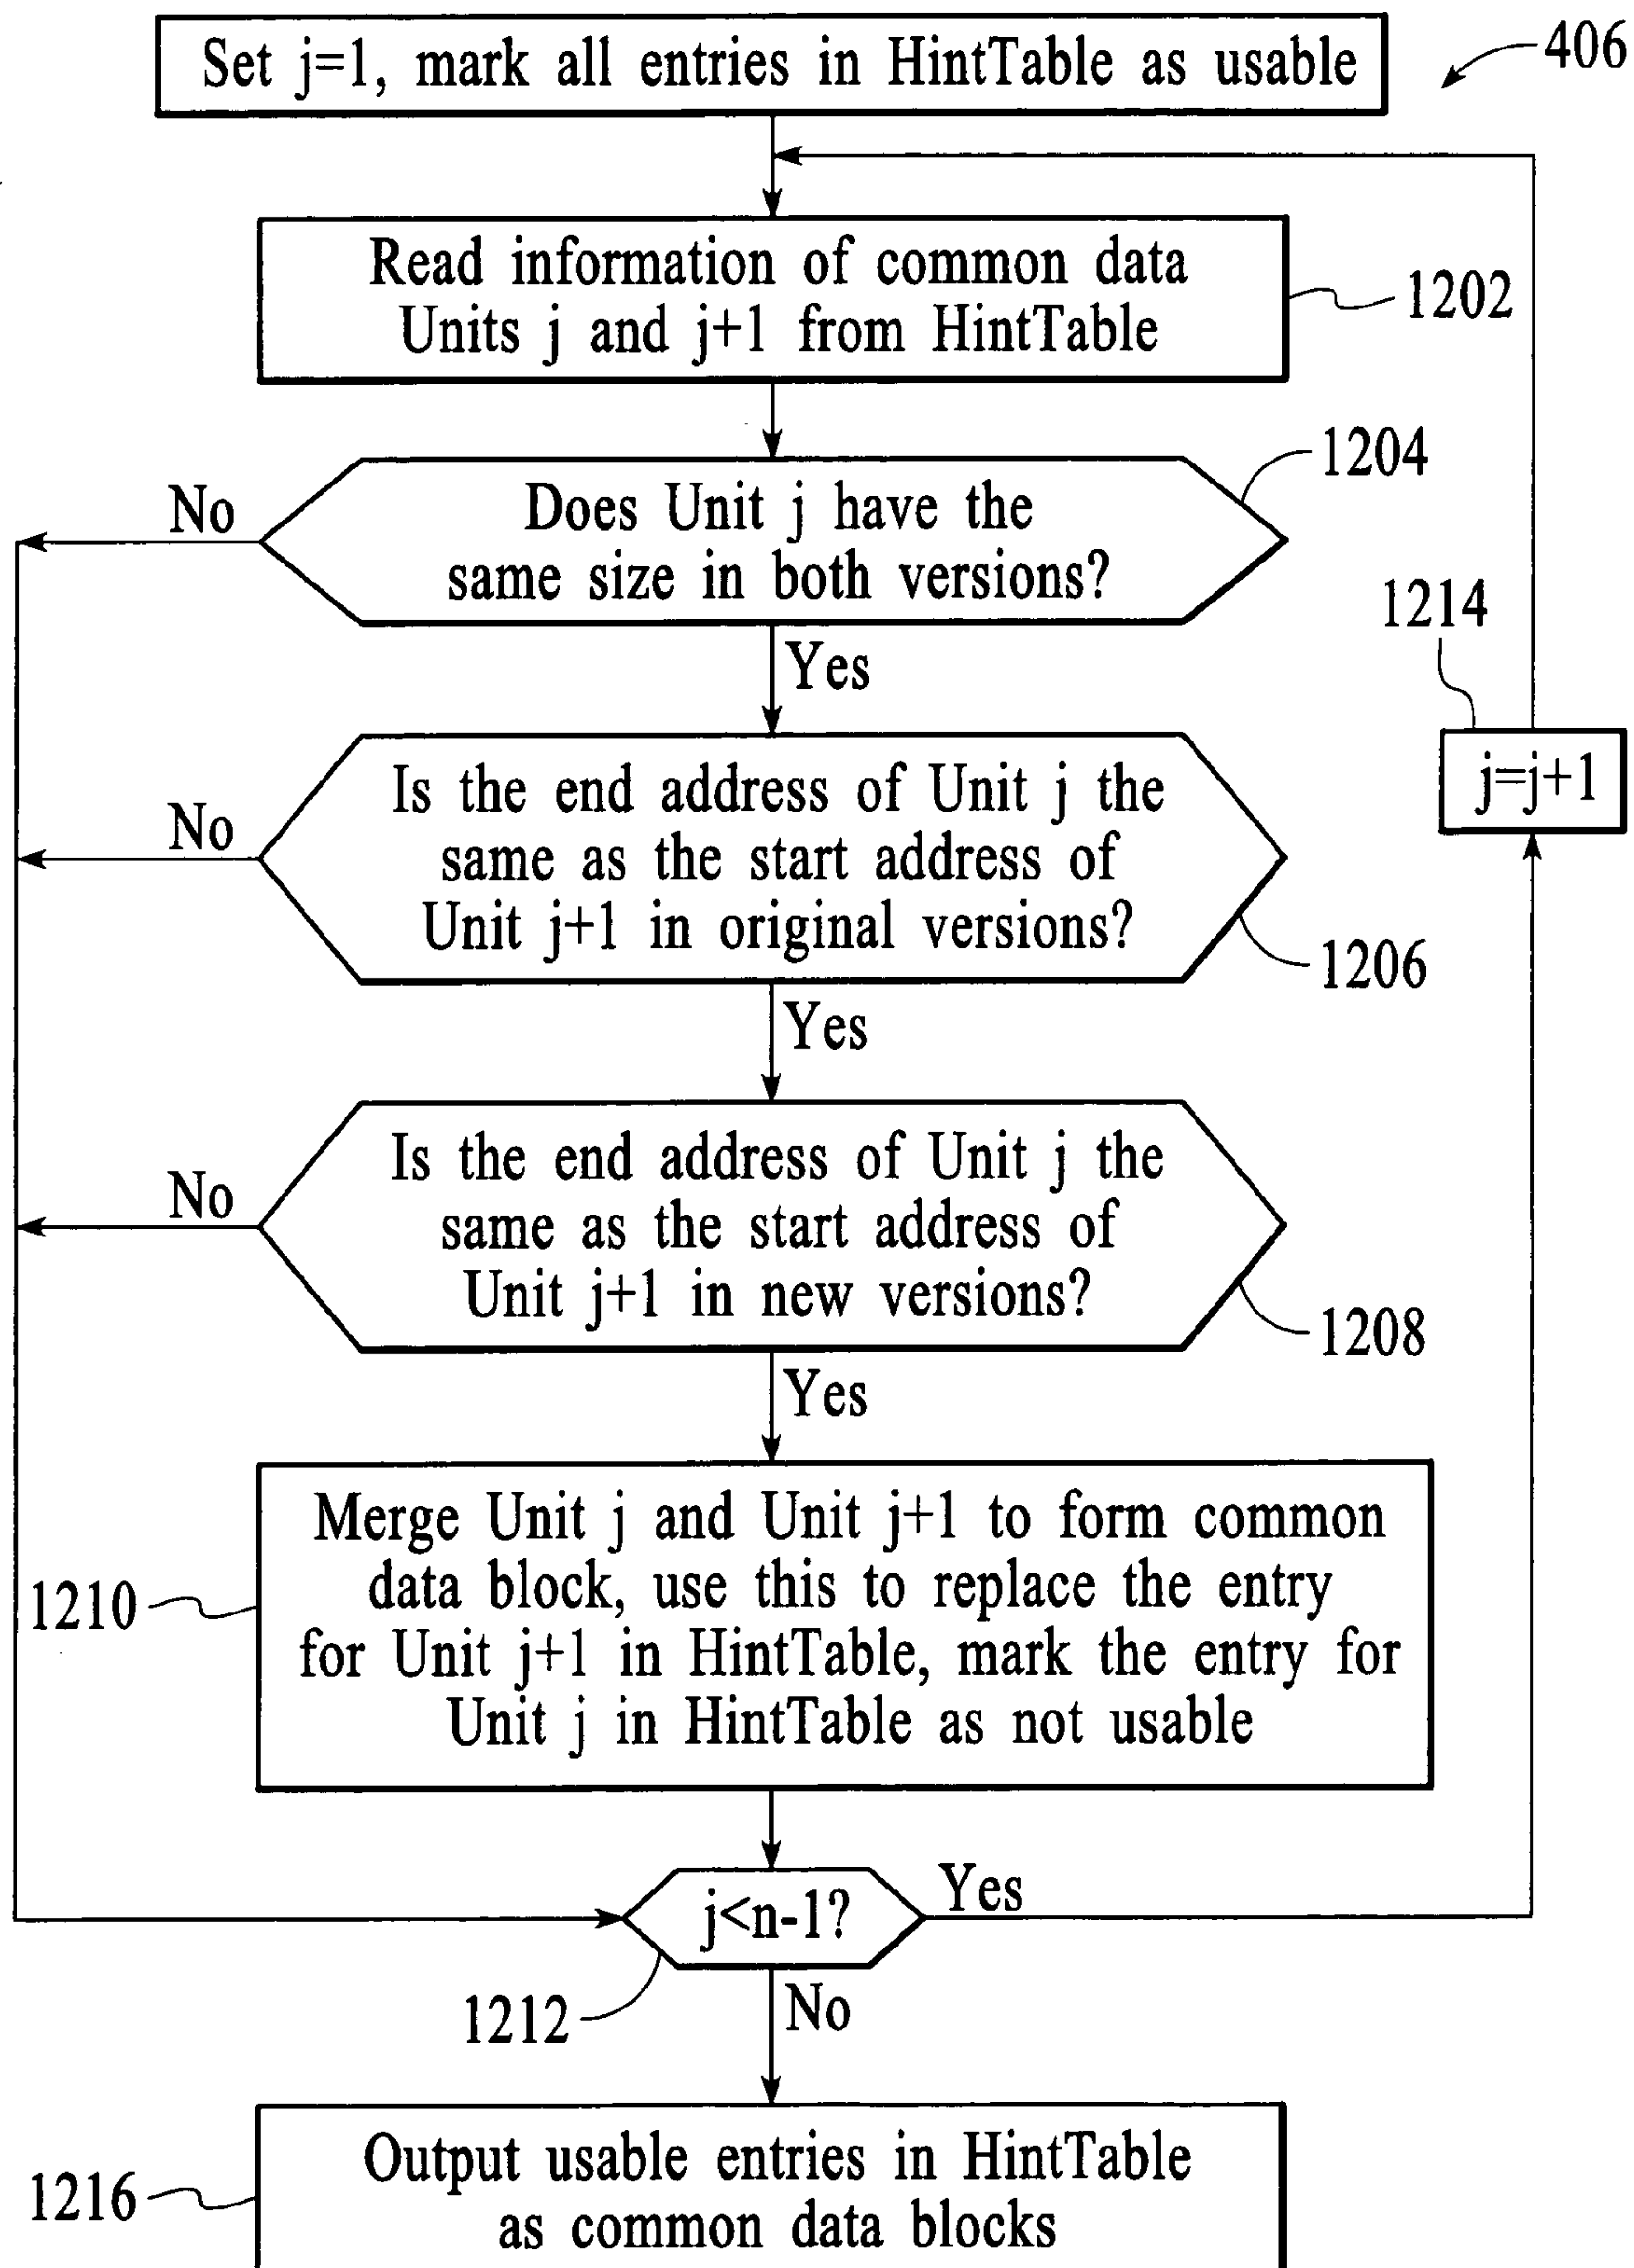 Set j=1, mark all entries in HintTable as usable
406
Read information of common data
Units j and j+1 from HintTable
1202
1204
No
Does Unit j have the
same size in both versions?
Yes
1214
j=j+1
No
Is the end address of Unit j the
same as the start address of
Unit j+1 in original versions?
1206
Yes
No
Is the end address of Unit j the
same as the start address of
Unit j+1 in new versions?
1208
Yes
Merge Unit j and Unit j+1 to form common
data block, use this to replace the entry
for Unit j+1 in HintTable, mark the entry for
Unit j in HintTable as not usable
1210
j<n-1?
Yes
1212
No
Output usable entries in HintTable
as common data blocks
1216